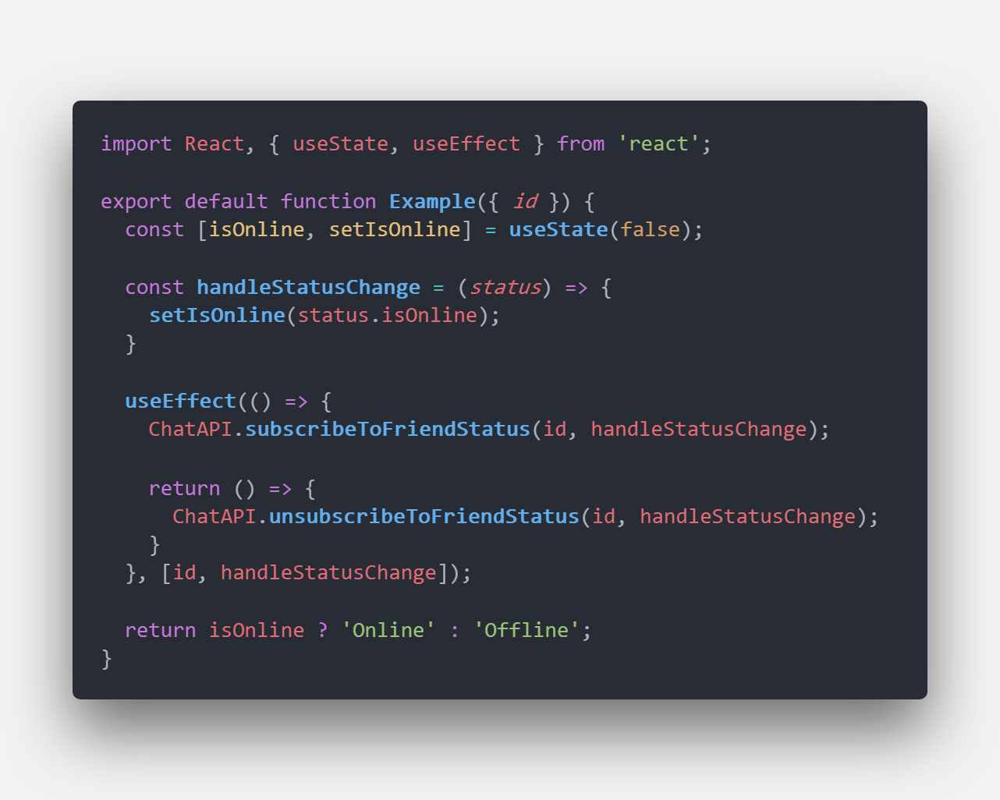 import React, { useState, useEffect } from 'react';
export default function Example({ id }) {
const [isOnline, setIsOnline] = useState(false);
const handleStatusChange = (status) => {
setIsOnline(status.isOnline);
}
useEffect(() => {
ChatAPI.subscribeToFriendStatus(id, handleStatusChange);
return () => {
ChatAPI.unsubscribeToFriendStatus(id, handleStatusChange);
}
}, [id, handleStatusChange]);
return isOnline ? 'Online' : 'Offline';
}